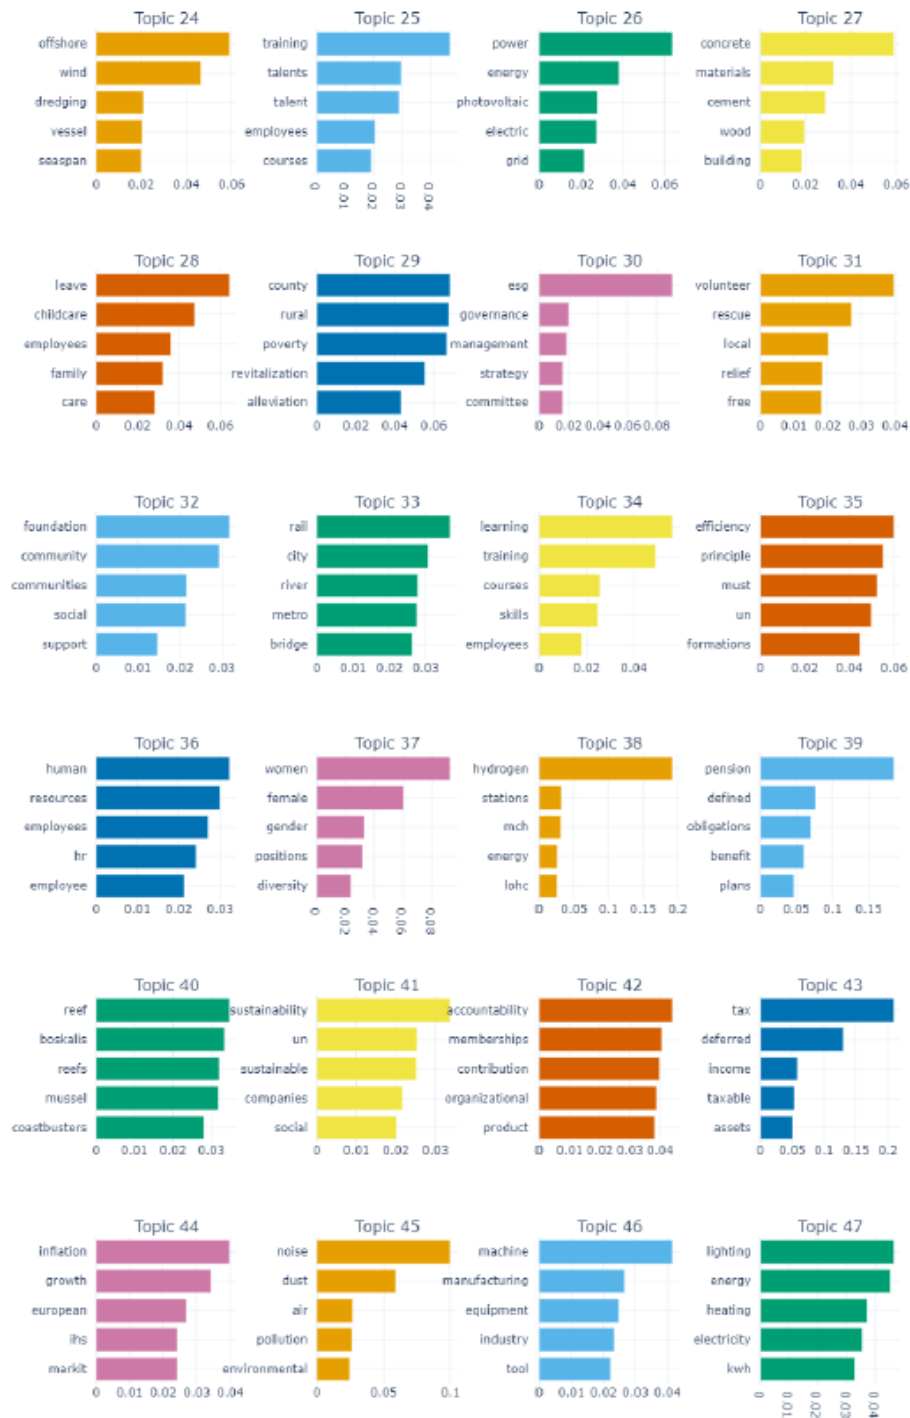 Topic 24
offshore
wind
dredging
vessel
seaspan
0 0.02 0.04 0.06
Topic 25
training
talents
talent
employees
courses
0 0.01 0.02 0.03 0.04
Topic 26
power
energy
photovoltaic
electric
grid
0 0.02 0.04 0.06
Topic 27
concrete
materials
cement
wood
building
0 0.02 0.04 0.06
Topic 28
leave
childcare
employees
family
care
0 0.02 0.04 0.06
Topic 29
county
rural
poverty
revitalization
alleviation
0 0.02 0.04 0.06
Topic 30
esg
governance
management
strategy
committee
0 0.02 0.04 0.06 0.08
Topic 31
volunteer
rescue
local
relief
free
0 0.01 0.02 0.03 0.04
Topic 32
foundation
community
communities
social
support
0 0.01 0.02 0.03
Topic 33
rail
city
river
metro
bridge
0 0.01 0.02 0.03
Topic 34
learning
training
courses
skills
employees
0 0.02 0.04
Topic 35
efficiency
principle
must
un
formations
0 0.02 0.04 0.06
Topic 36
human
resources
employees
hr
employee
0 0.01 0.02 0.03
Topic 37
women
female
gender
positions
diversity
0 0.02 0.04 0.06 0.08
Topic 38
hydrogen
stations
mch
energy
lohc
0 0.05 0.1 0.15 0.2
Topic 39
pension
defined
obligations
benefit
plans
0 0.05 0.1 0.15
Topic 40
reef
boskalis
reefs
mussel
coastbusters
0 0.01 0.02 0.03
Topic 41
sustainability
un
sustainable
companies
social
0 0.01 0.02 0.03
Topic 42
accountability
memberships
contribution
organizational
product
0 0.01 0.02 0.03 0.04
Topic 43
tax
deferred
income
taxable
assets
0 0.05 0.1 0.15 0.2
Topic 44
inflation
growth
european
ihs
markit
0 0.01 0.02 0.03 0.04
Topic 45
noise
dust
air
pollution
environmental
0 0.05 0.1
Topic 46
machine
manufacturing
equipment
industry
tool
0 0.01 0.02 0.03 0.04
Topic 47
lighting
energy
heating
electricity
kwh
0 0.01 0.02 0.03 0.04